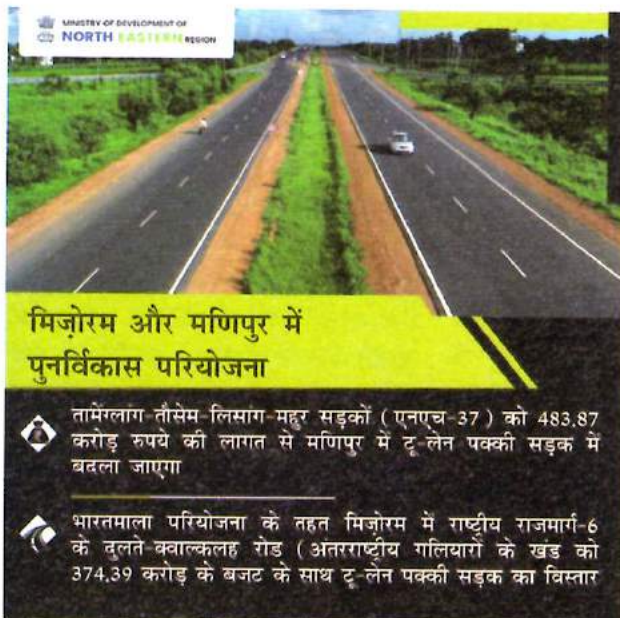 MINISTRY OF DEVELOPMENT OF
NORTH EASTERN REGION
मिज़ोरम और मणिपुर में
पुनर्विकास परियोजना
तामेंग्लांग-तौसेम-लिसांग-महुर सड़कों (एनएच-37) को 483.87
करोड़ रुपये की लागत से मणिपुर में टू-लेन पक्की सड़क में
बदला जाएगा
भारतमाला परियोजना के तहत मिज़ोरम में राष्ट्रीय राजमार्ग-6
के दुलते-क्वाल्कलह रोड (अंतरराष्ट्रीय गलियारों के खंड को
374.39 करोड़ के बजट के साथ टू-लेन पक्की सड़क का विस्तार